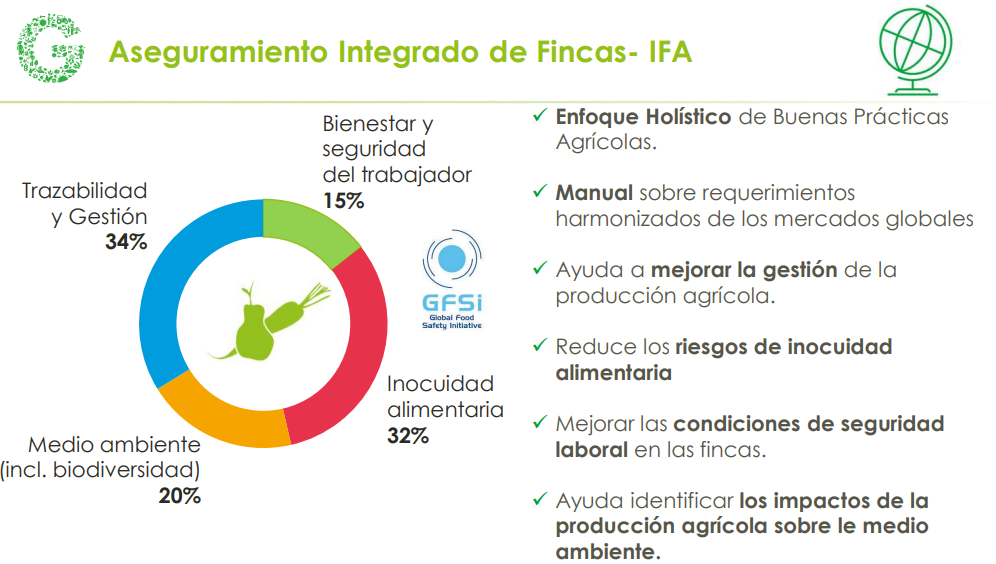 Aseguramiento Integrado de Fincas- IFA
Bienestar y
seguridad
del trabajador
15%
Trazabilidad
y Gestión
34%
GFSi
Global Food
Safety Initiative
Inocuidad
alimentaria
32%
Medio ambiente
(incl. biodiversidad)
20%
✓ Enfoque Holístico de Buenas Prácticas
Agrícolas.
✓ Manual sobre requerimientos
harmonizados de los mercados globales
✓ Ayuda a mejorar la gestión de la
producción agrícola.
✓ Reduce los riesgos de inocuidad
alimentaria
✓ Mejorar las condiciones de seguridad
laboral en las fincas.
✓ Ayuda identificar los impactos de la
producción agrícola sobre le medio
ambiente.